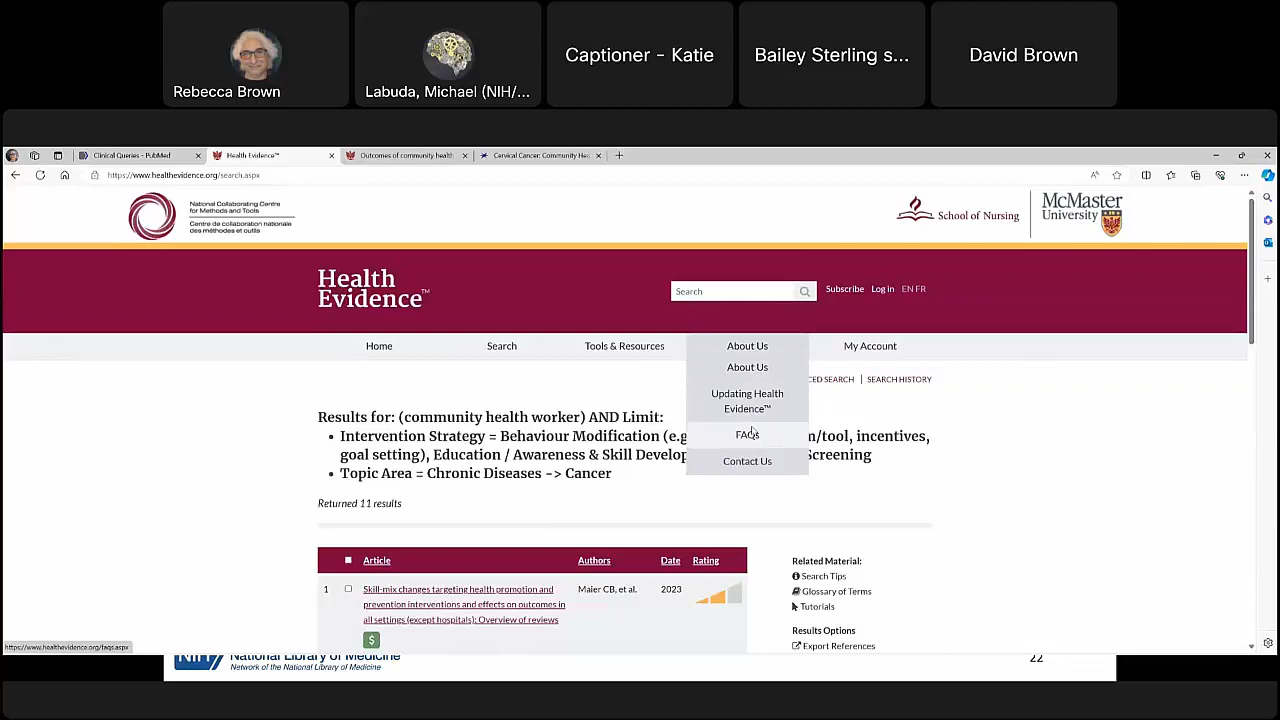 Rebecca Brown
Labuda, Michael (NIH/...
Captioner - Katie
Bailey Sterling s...
David Brown
Clinical Queries - PubMed
Health Evidence™
Outcomes of community health
Cervical Cancer: Community Hea
https://www.healthevidence.org/search.aspx
National Collaborating Centre
for Methods and Tools
Centre de collaboration nationale
des méthodes et outils
School of Nursing
McMaster
University
Health
Evidence™
Search
Subscribe Log in EN FR
Home Search Tools & Resources About Us My Account
About Us
Updating Health
Evidence™
FAQs
Contact Us
CED SEARCH | SEARCH HISTORY
Results for: (community health worker) AND Limit:
• Intervention Strategy = Behaviour Modification (e.g m/tool, incentives,
goal setting), Education / Awareness & Skill Develop Screening
• Topic Area = Chronic Diseases -> Cancer
Returned 11 results
Article Authors Date Rating
1 Skill-mix changes targeting health promotion and Maier CB, et al. 2023
prevention interventions and effects on outcomes in
all settings (except hospitals): Overview of reviews
$
Related Material:
Search Tips
Glossary of Terms
Tutorials
Results Options
Export References
https://www.healthevidence.org/faqs.aspx
NIH National Library of Medicine
Network of the National Library of Medicine
22